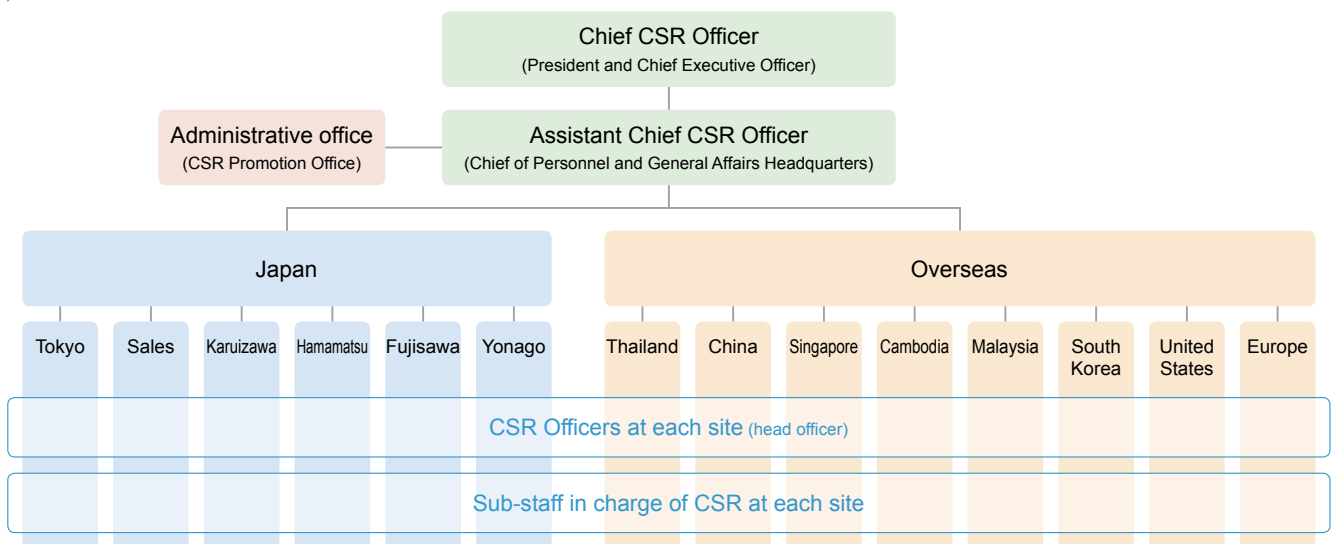 Chief CSR Officer
(President and Chief Executive Officer)
Administrative office
(CSR Promotion Office)
Assistant Chief CSR Officer
(Chief of Personnel and General Affairs Headquarters)
Japan
Overseas
Tokyo
Sales
Karuizawa
Hamamatsu
Fujisawa
Yonago
Thailand
China
Singapore
Cambodia
Malaysia
South
Korea
United
States
Europe
CSR Officers at each site (head officer)
Sub-staff in charge of CSR at each site